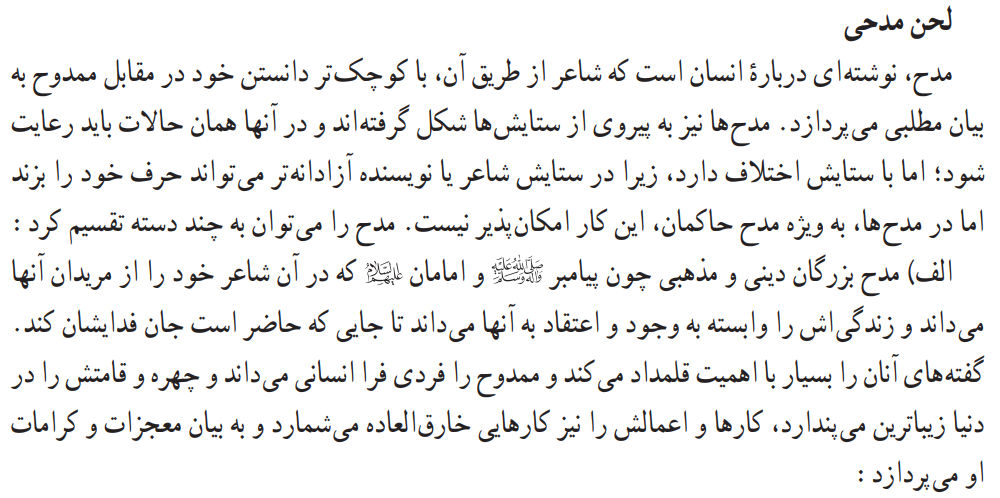 لحن مدحی
مدح، نوشته‌ای دربارهٔ انسان است که شاعر از طریق آن، با کوچک‌تر دانستن خود در مقابل ممدوح به
بیان مطلبی می‌پردازد. مدح‌ها نیز به پیروی از ستایش‌ها شکل گرفته‌اند و در آنها همان حالات باید رعایت
شود؛ اما با ستایش اختلاف دارد، زیرا در ستایش شاعر یا نویسنده آزادانه‌تر می‌تواند حرف خود را بزند
اما در مدح‌ها، به ویژه مدح حاکمان، این کار امکان‌پذیر نیست. مدح را می‌توان به چند دسته تقسیم کرد :
الف) مدح بزرگان دینی و مذهبی چون پیامبر صلی الله علیه و آله و سلم و امامان علیهم السلام که در آن شاعر خود را از مریدان آنها
می‌داند و زندگی‌اش را وابسته به وجود و اعتقاد به آنها می‌داند تا جایی که حاضر است جان فدایشان کند.
گفته‌های آنان را بسیار با اهمیت قلمداد می‌کند و ممدوح را فردی فرا انسانی می‌داند و چهره و قامتش را در
دنیا زیباترین می‌پندارد، کارها و اعمالش را نیز کارهایی خارق‌العاده می‌شمارد و به بیان معجزات و کرامات
او می‌پردازد :